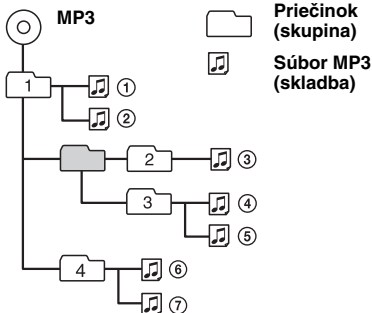 MP3
Priečinok
(skupina)
Súbor MP3
(skladba)
1
①
②
2
③
3
④
⑤
4
⑥
⑦